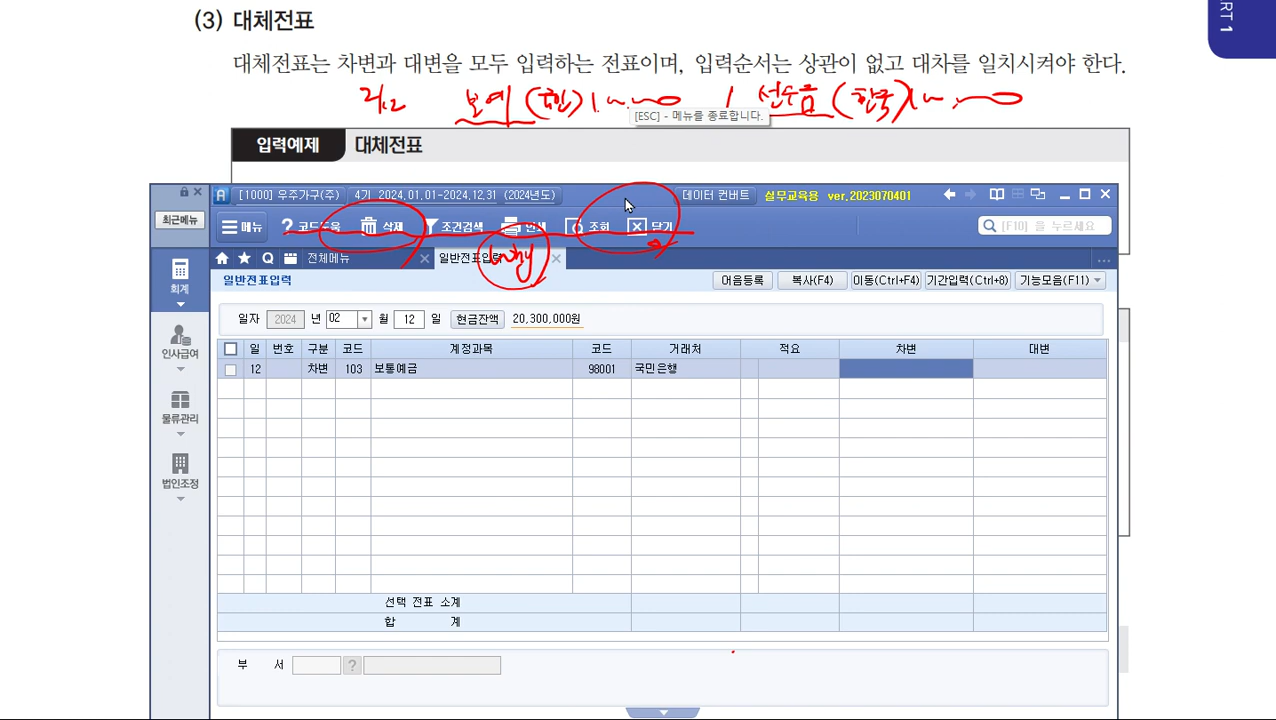 RT 1
(3) 대체전표
대체전표는 차변과 대변을 모두 입력하는 전표이며, 입력순서는 상관이 없고 대차를 일치시켜야 한다.
보예 (국민) / 선수금 (한국)
[ESC] - 메뉴를 종료합니다.
입력예제 대체전표
[1000] 우주가구(주) 4기 2024.01.01-2024.12.31 (2024년도) 데이터 컨버트 실무교육용 ver.2023070401
최근메뉴 메뉴 ? 삭제 조건검색 조회 닫기 [F10] 을 누르세요
Why
전체메뉴 일반전표입력
회계
인사급여
물류관리
법인조정
일반전표입력 어음등록 복사(F4) 이동(Ctrl+F4) 기간입력(Ctrl+8) 기능모음(F11)
일자 2024 년 02 월 12 일 현금잔액 20,300,000원
일 번호 구분 코드 계정과목 코드 거래처 적요 차변 대변
12 차변 103 보통예금 98001 국민은행
선택 전표 소계
합 계
부 서 ?